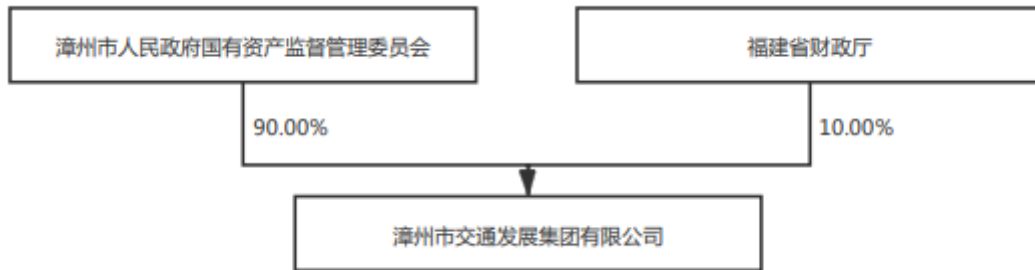 漳州市人民政府国有资产监督管理委员会
福建省财政厅
90.00%
10.00%
漳州市交通发展集团有限公司